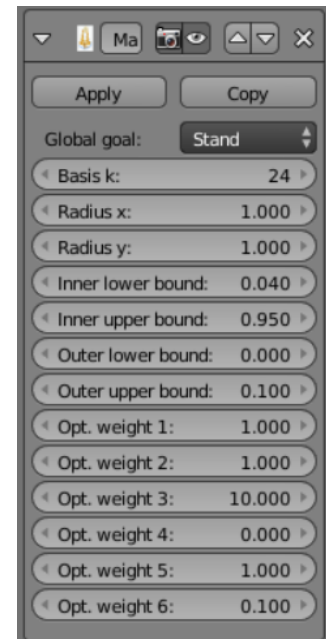 Ma
Apply Copy
Global goal: Stand
Basis k: 24
Radius x: 1.000
Radius y: 1.000
Inner lower bound: 0.040
Inner upper bound: 0.950
Outer lower bound: 0.000
Outer upper bound: 0.100
Opt. weight 1: 1.000
Opt. weight 2: 1.000
Opt. weight 3: 10.000
Opt. weight 4: 0.000
Opt. weight 5: 1.000
Opt. weight 6: 0.100